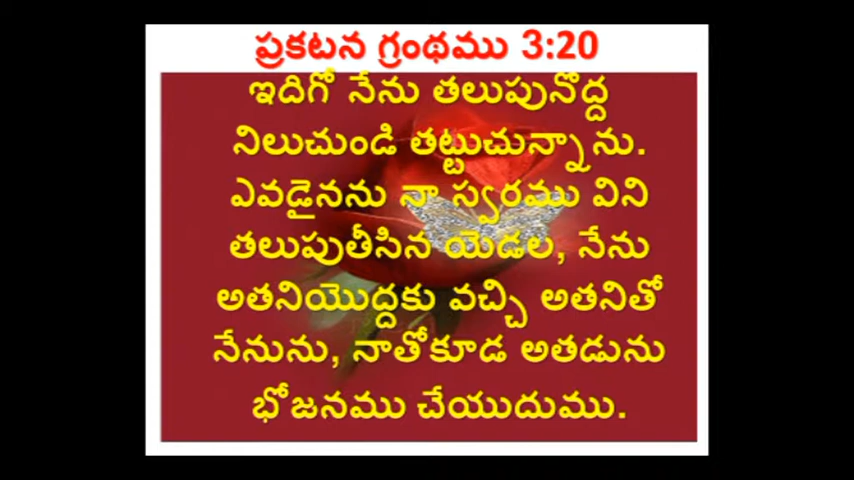 ప్రకటన గ్రంథము 3:20
ఇదిగో నేను తలుపునొద్ద
నిలుచుండి తట్టుచున్నాను.
ఎవడైనను నా స్వరము విని
తలుపుతీసిన యెడల, నేను
అతనియొద్దకు వచ్చి అతనితో
నేనును, నాతోకూడ అతడును
భోజనము చేయుదుము.